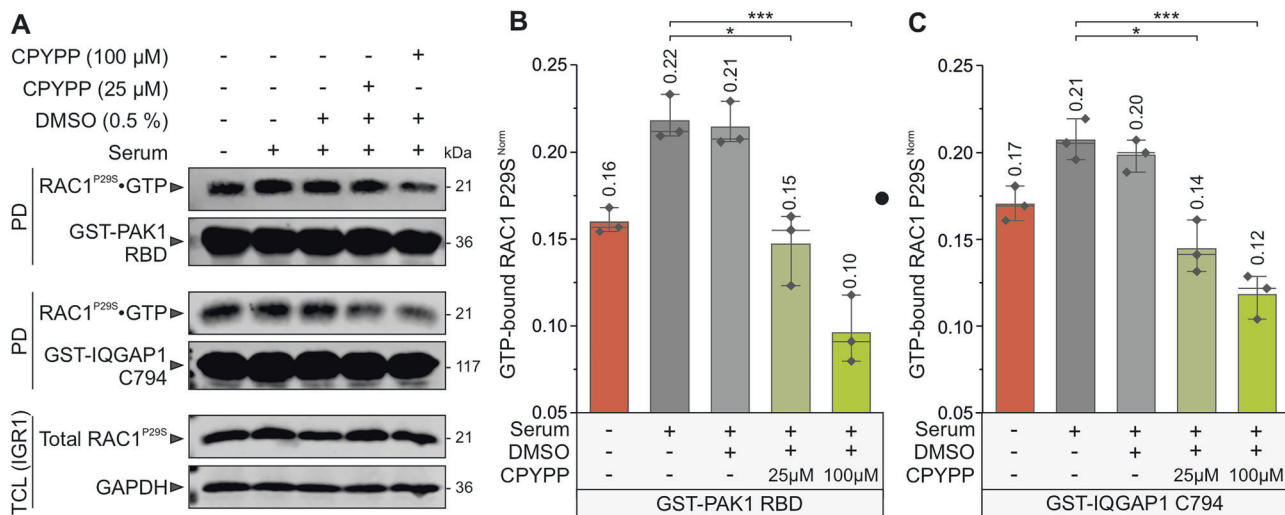 A
CPYPP (100 µM) - - - - +
CPYPP (25 µM) - - - + -
DMSO (0.5 %) - - + + +
Serum - + + + + kDa
PD
RAC1P29S•GTP 21
GST-PAK1 RBD 36
PD
RAC1P29S•GTP 21
GST-IQGAP1 C794 117
TCL (IGR1)
Total RAC1P29S 21
GAPDH 36
B
***
*
GTP-bound RAC1 P29S Norm
0.25
0.20
0.15
0.10
0.05
0.16
0.22
0.21
0.15
0.10
Serum - + + + +
DMSO - - + + +
CPYPP - - - 25µM 100µM
GST-PAK1 RBD
C
***
*
GTP-bound RAC1 P29S Norm
0.25
0.20
0.15
0.10
0.05
0.17
0.21
0.20
0.14
0.12
Serum - + + + +
DMSO - - + + +
CPYPP - - - 25µM 100µM
GST-IQGAP1 C794